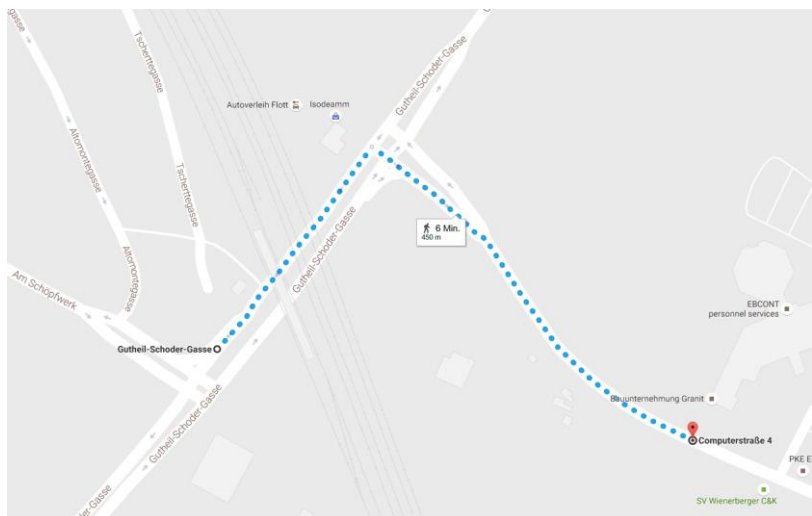 Gutheil-Schoder-Gasse
Tscherttegasse
Autoverleih Flott
Isodeamm
Altomontegasse
Tscherttegasse
6 Min.
450 m
Gutheil-Schoder-Gasse
Altomontegasse
Am Schöpfwerk
EBCONT
personnel services
Gutheil-Schoder-Gasse
Gutheil-Schoder-Gasse
Bauunternehmung Granit
Computerstraße 4
PKE E
SV Wienerberger C&K
der-Gasse